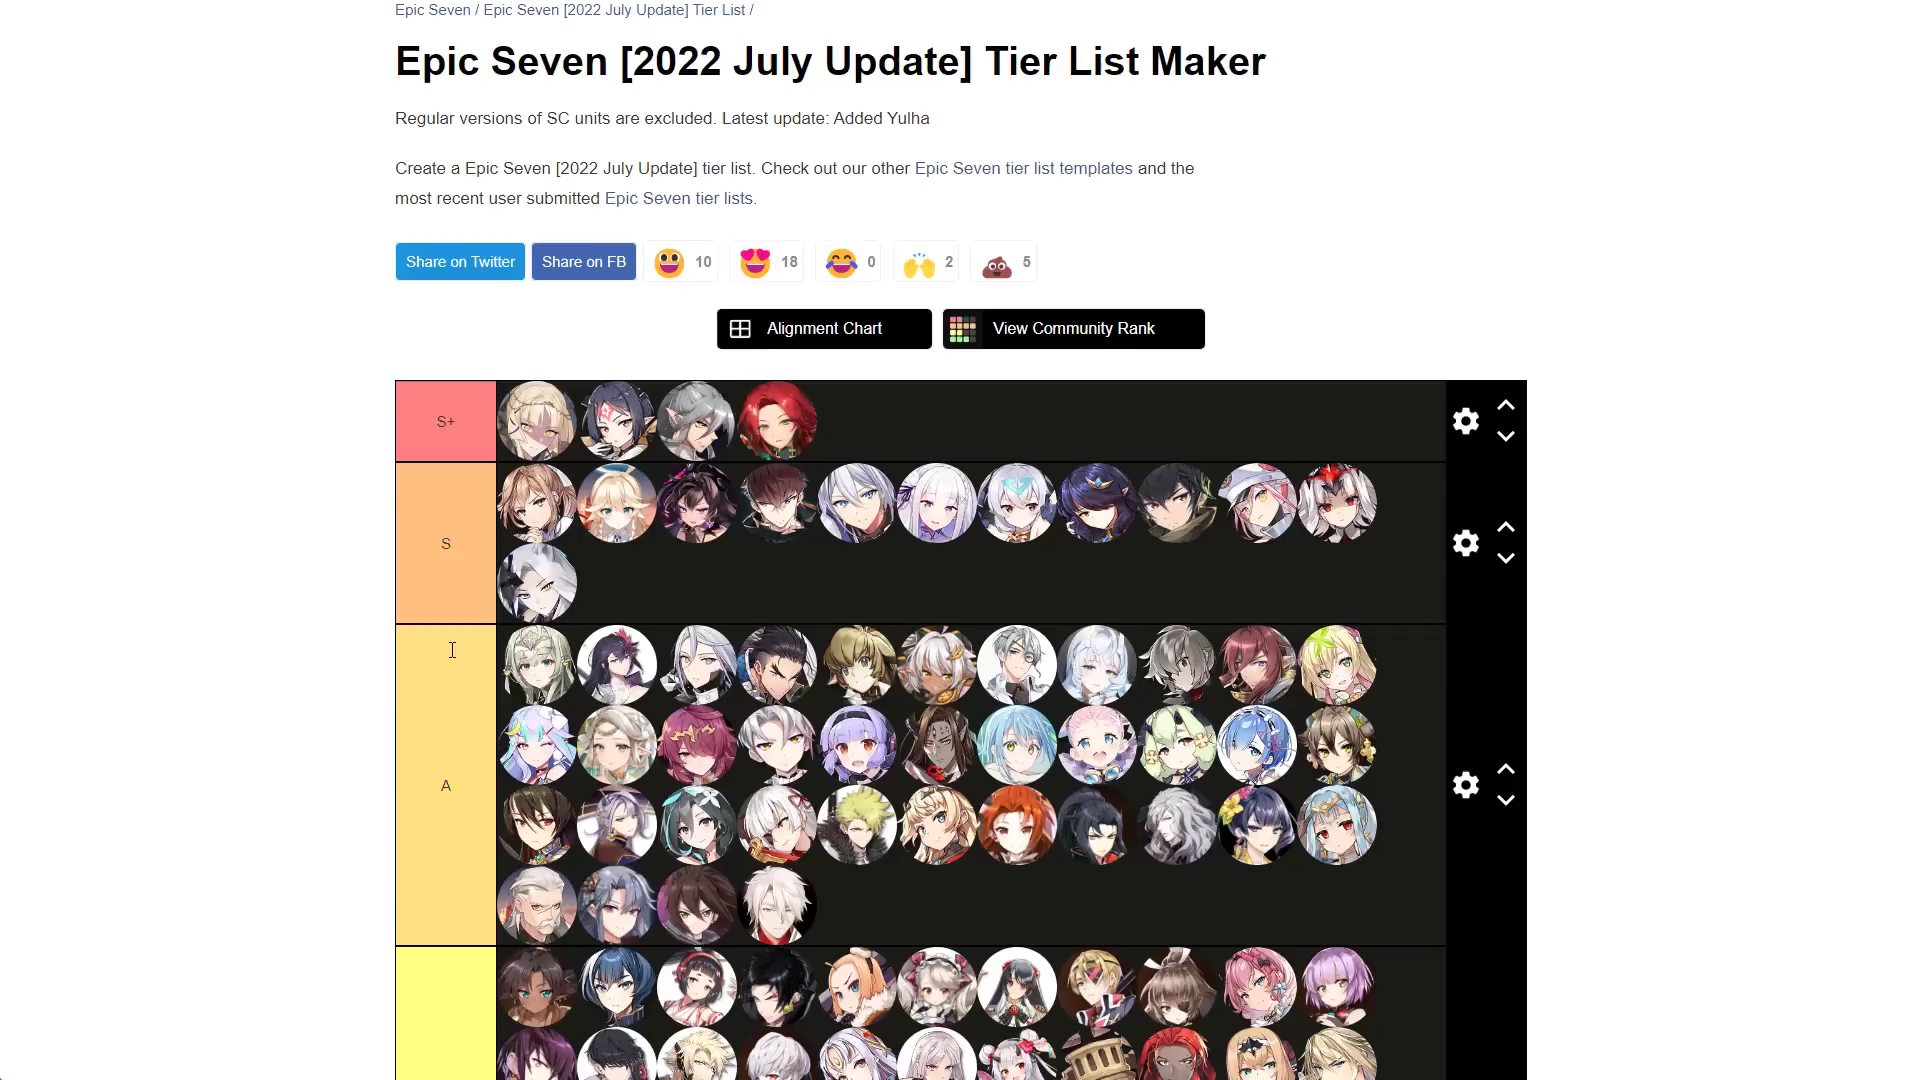 Epic Seven / Epic Seven [2022 July Update] Tier List /
Epic Seven [2022 July Update] Tier List Maker
Regular versions of SC units are excluded. Latest update: Added Yulha
Create a Epic Seven [2022 July Update] tier list. Check out our other Epic Seven tier list templates and the
most recent user submitted Epic Seven tier lists.
Share on Twitter Share on FB 10 18 0 2 5
Alignment Chart View Community Rank
S+
S
A